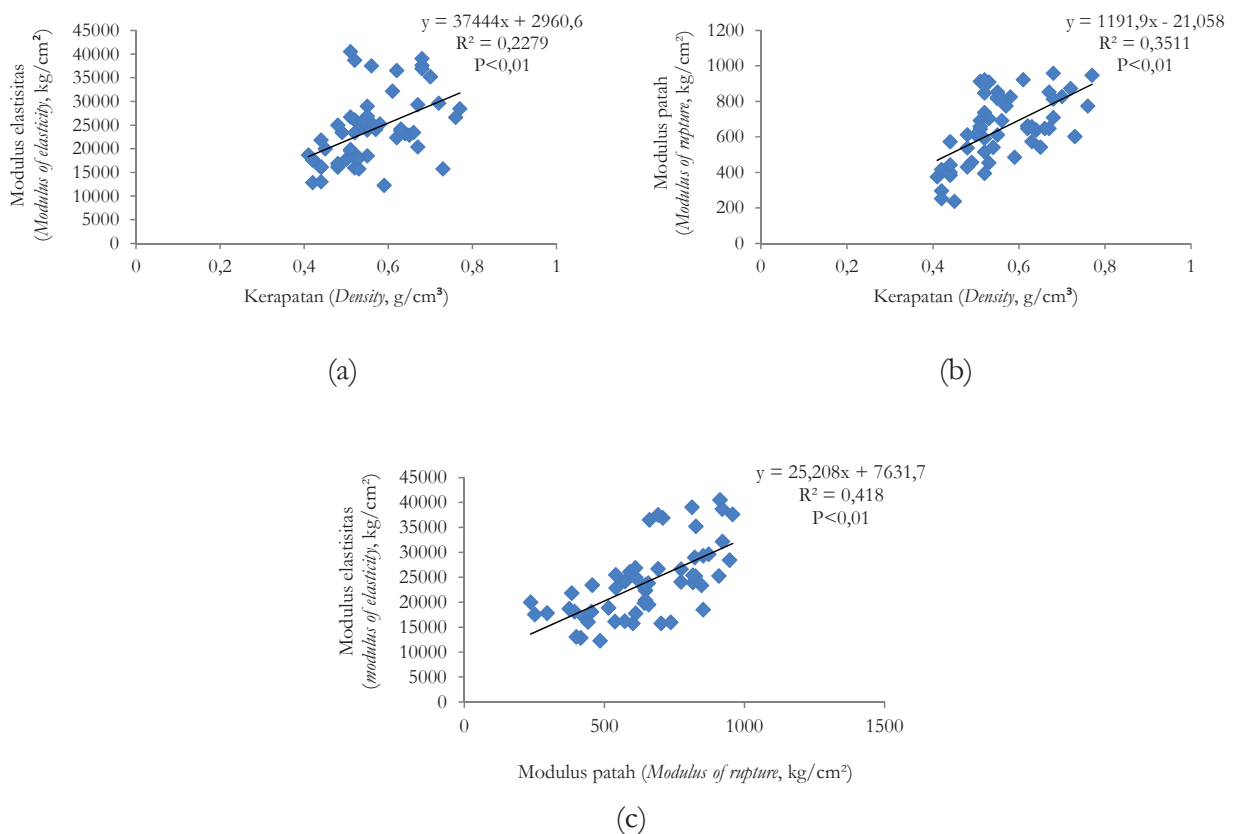 y = 37444x + 2960,6
R² = 0,2279
P<0,01
Modulus elastisitas
(Modulus of elasticity, kg/cm²)
45000
40000
35000
30000
25000
20000
15000
10000
5000
0
0 0,2 0,4 0,6 0,8 1
Kerapatan (Density, g/cm³)
(a)
y = 1191,9x - 21,058
R² = 0,3511
P<0,01
Modulus patah
(Modulus of rupture, kg/cm²)
1200
1000
800
600
400
200
0
0 0,2 0,4 0,6 0,8 1
Kerapatan (Density, g/cm³)
(b)
y = 25,208x + 7631,7
R² = 0,418
P<0,01
Modulus elastisitas
(modulus of elasticity, kg/cm²)
45000
40000
35000
30000
25000
20000
15000
10000
5000
0
0 500 1000 1500
Modulus patah (Modulus of rupture, kg/cm²)
(c)